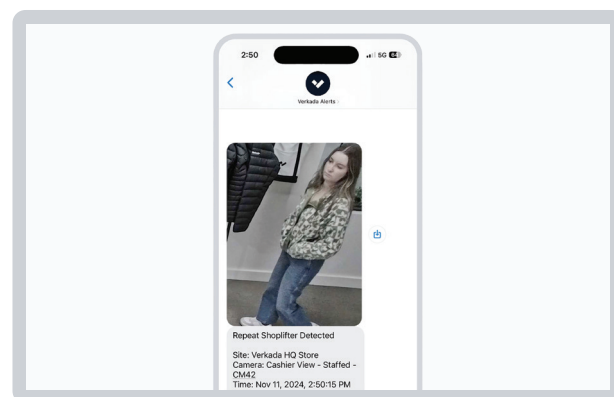 2:50
5G 64
Verkada Alerts
Repeat Shoplifter Detected
Site: Verkada HQ Store
Camera: Cashier View - Staffed -
CM42
Time: Nov 11, 2024, 2:50:15 PM